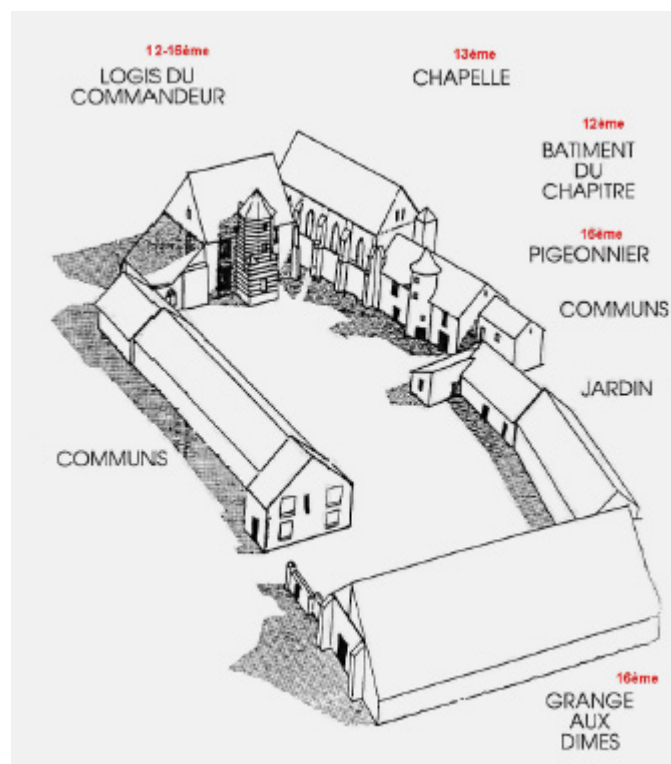 12-16ème
LOGIS DU
COMMANDEUR
13ème
CHAPELLE
12ème
BATIMENT
DU
CHAPITRE
16ème
PIGEONNIER
COMMUNS
JARDIN
COMMUNS
16ème
GRANGE
AUX
DIMES